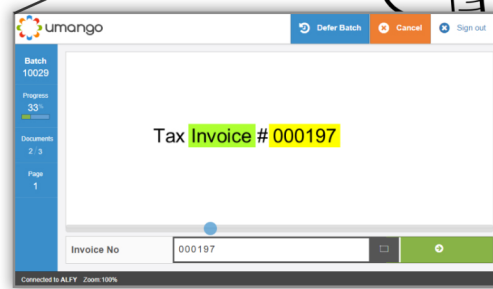 umango
Defer Batch
Cancel
Sign out
Batch
10029
Progress
33%
Documents
2 / 3
Page
1
Tax Invoice # 000197
Invoice No
000197
Connected to ALFY Zoom:100%